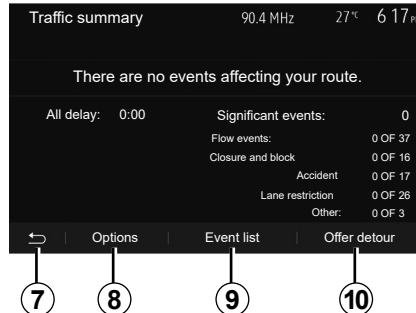 Traffic summary 90.4 MHz 27°C 6 17 P
There are no events affecting your route.
All delay: 0:00 Significant events: 0
Flow events: 0 OF 37
Closure and block 0 OF 16
Accident 0 OF 17
Lane restriction 0 OF 26
Other: 0 OF 3
Options Event list Offer detour
7 8 9 10